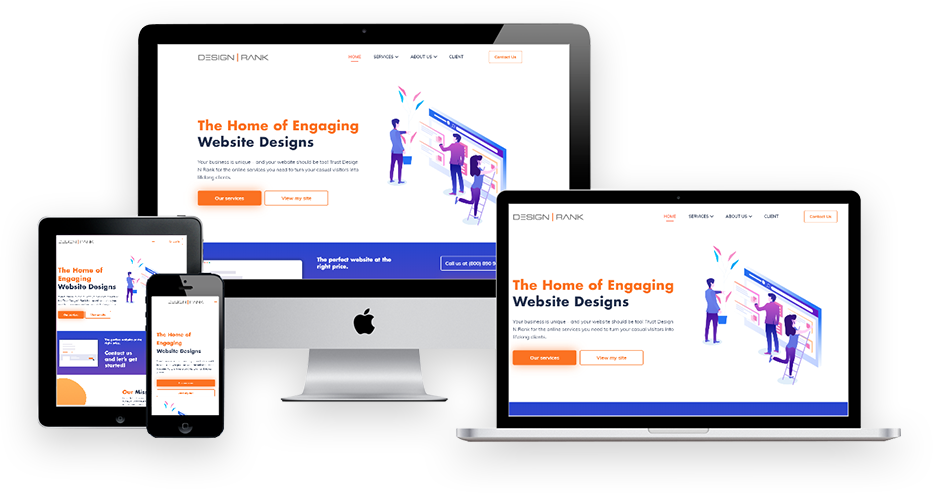 DESIGN|RANK
HOME SERVICES ABOUT US CLIENT Contact Us
The Home of Engaging
Website Designs
Your business is unique - and your website should be too! Trust Design
N Rank for the online services you need to turn your casual visitors into
lifelong clients.
Our services View my site
The perfect website at the
right price.
Call us at (800) 890 9
DESIGN|RANK
The Home of
Engaging
Website Designs
The perfect website at the
right price.
Contact us
and let's get
started!
Our Mis
DESIGN|RANK
The Home of
Engaging
Website Designs
DESIGN|RANK
HOME SERVICES ABOUT US CLIENT Contact Us
The Home of Engaging
Website Designs
Your business is unique - and your website should be too! Trust Design
N Rank for the online services you need to turn your casual visitors into
lifelong clients.
Our services View my site